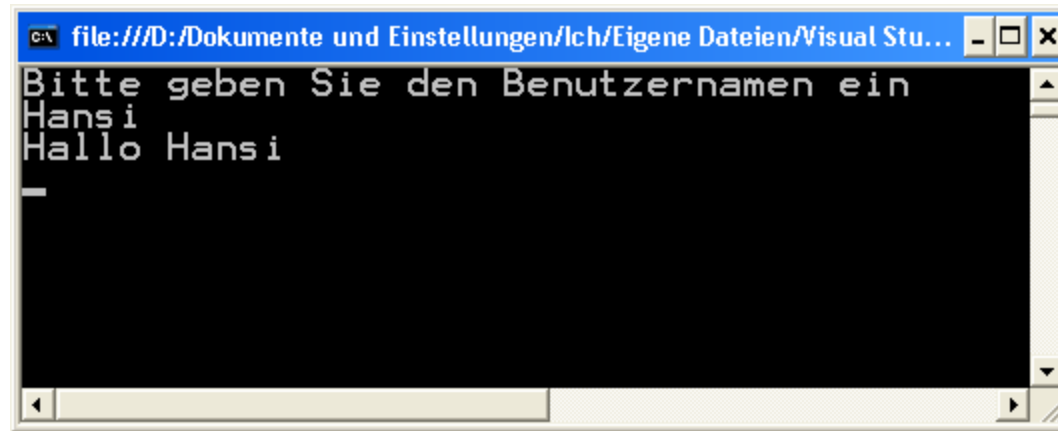 file:///D:/Dokumente und Einstellungen/Ich/Eigene Dateien/Visual Stu...
Bitte geben Sie den Benutzernamen ein
Hansi
Hallo Hansi